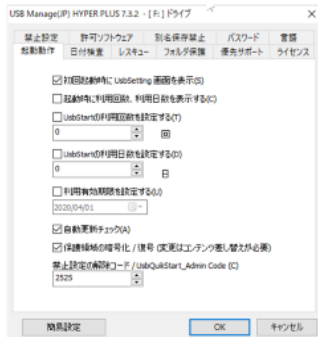 USB Manage(JP) HYPER PLUS 7.3.2 - [ F: ] ドライブ
禁止設定 許可ソフトウェア 別名保存禁止 パスワード 言語
起動動作 日付検査 レスキュー フォルダ保護 優先サポート ライセンス
初回起動時に UsbSetting 画面を表示(S)
起動時に利用回数、利用日数を表示する(C)
UsbStartの利用回数を設定する(T)
0 回
UsbStartの利用日数を設定する(D)
0 日
利用有効期限を設定する(U)
2020/04/01
自動更新チェック(A)
保護領域の暗号化 / 復号 (変更はコンテンツ差し替えが必要)
禁止設定の解除コード / UsbQuikStart_Admin Code (C)
2525
簡易設定 OK キャンセル